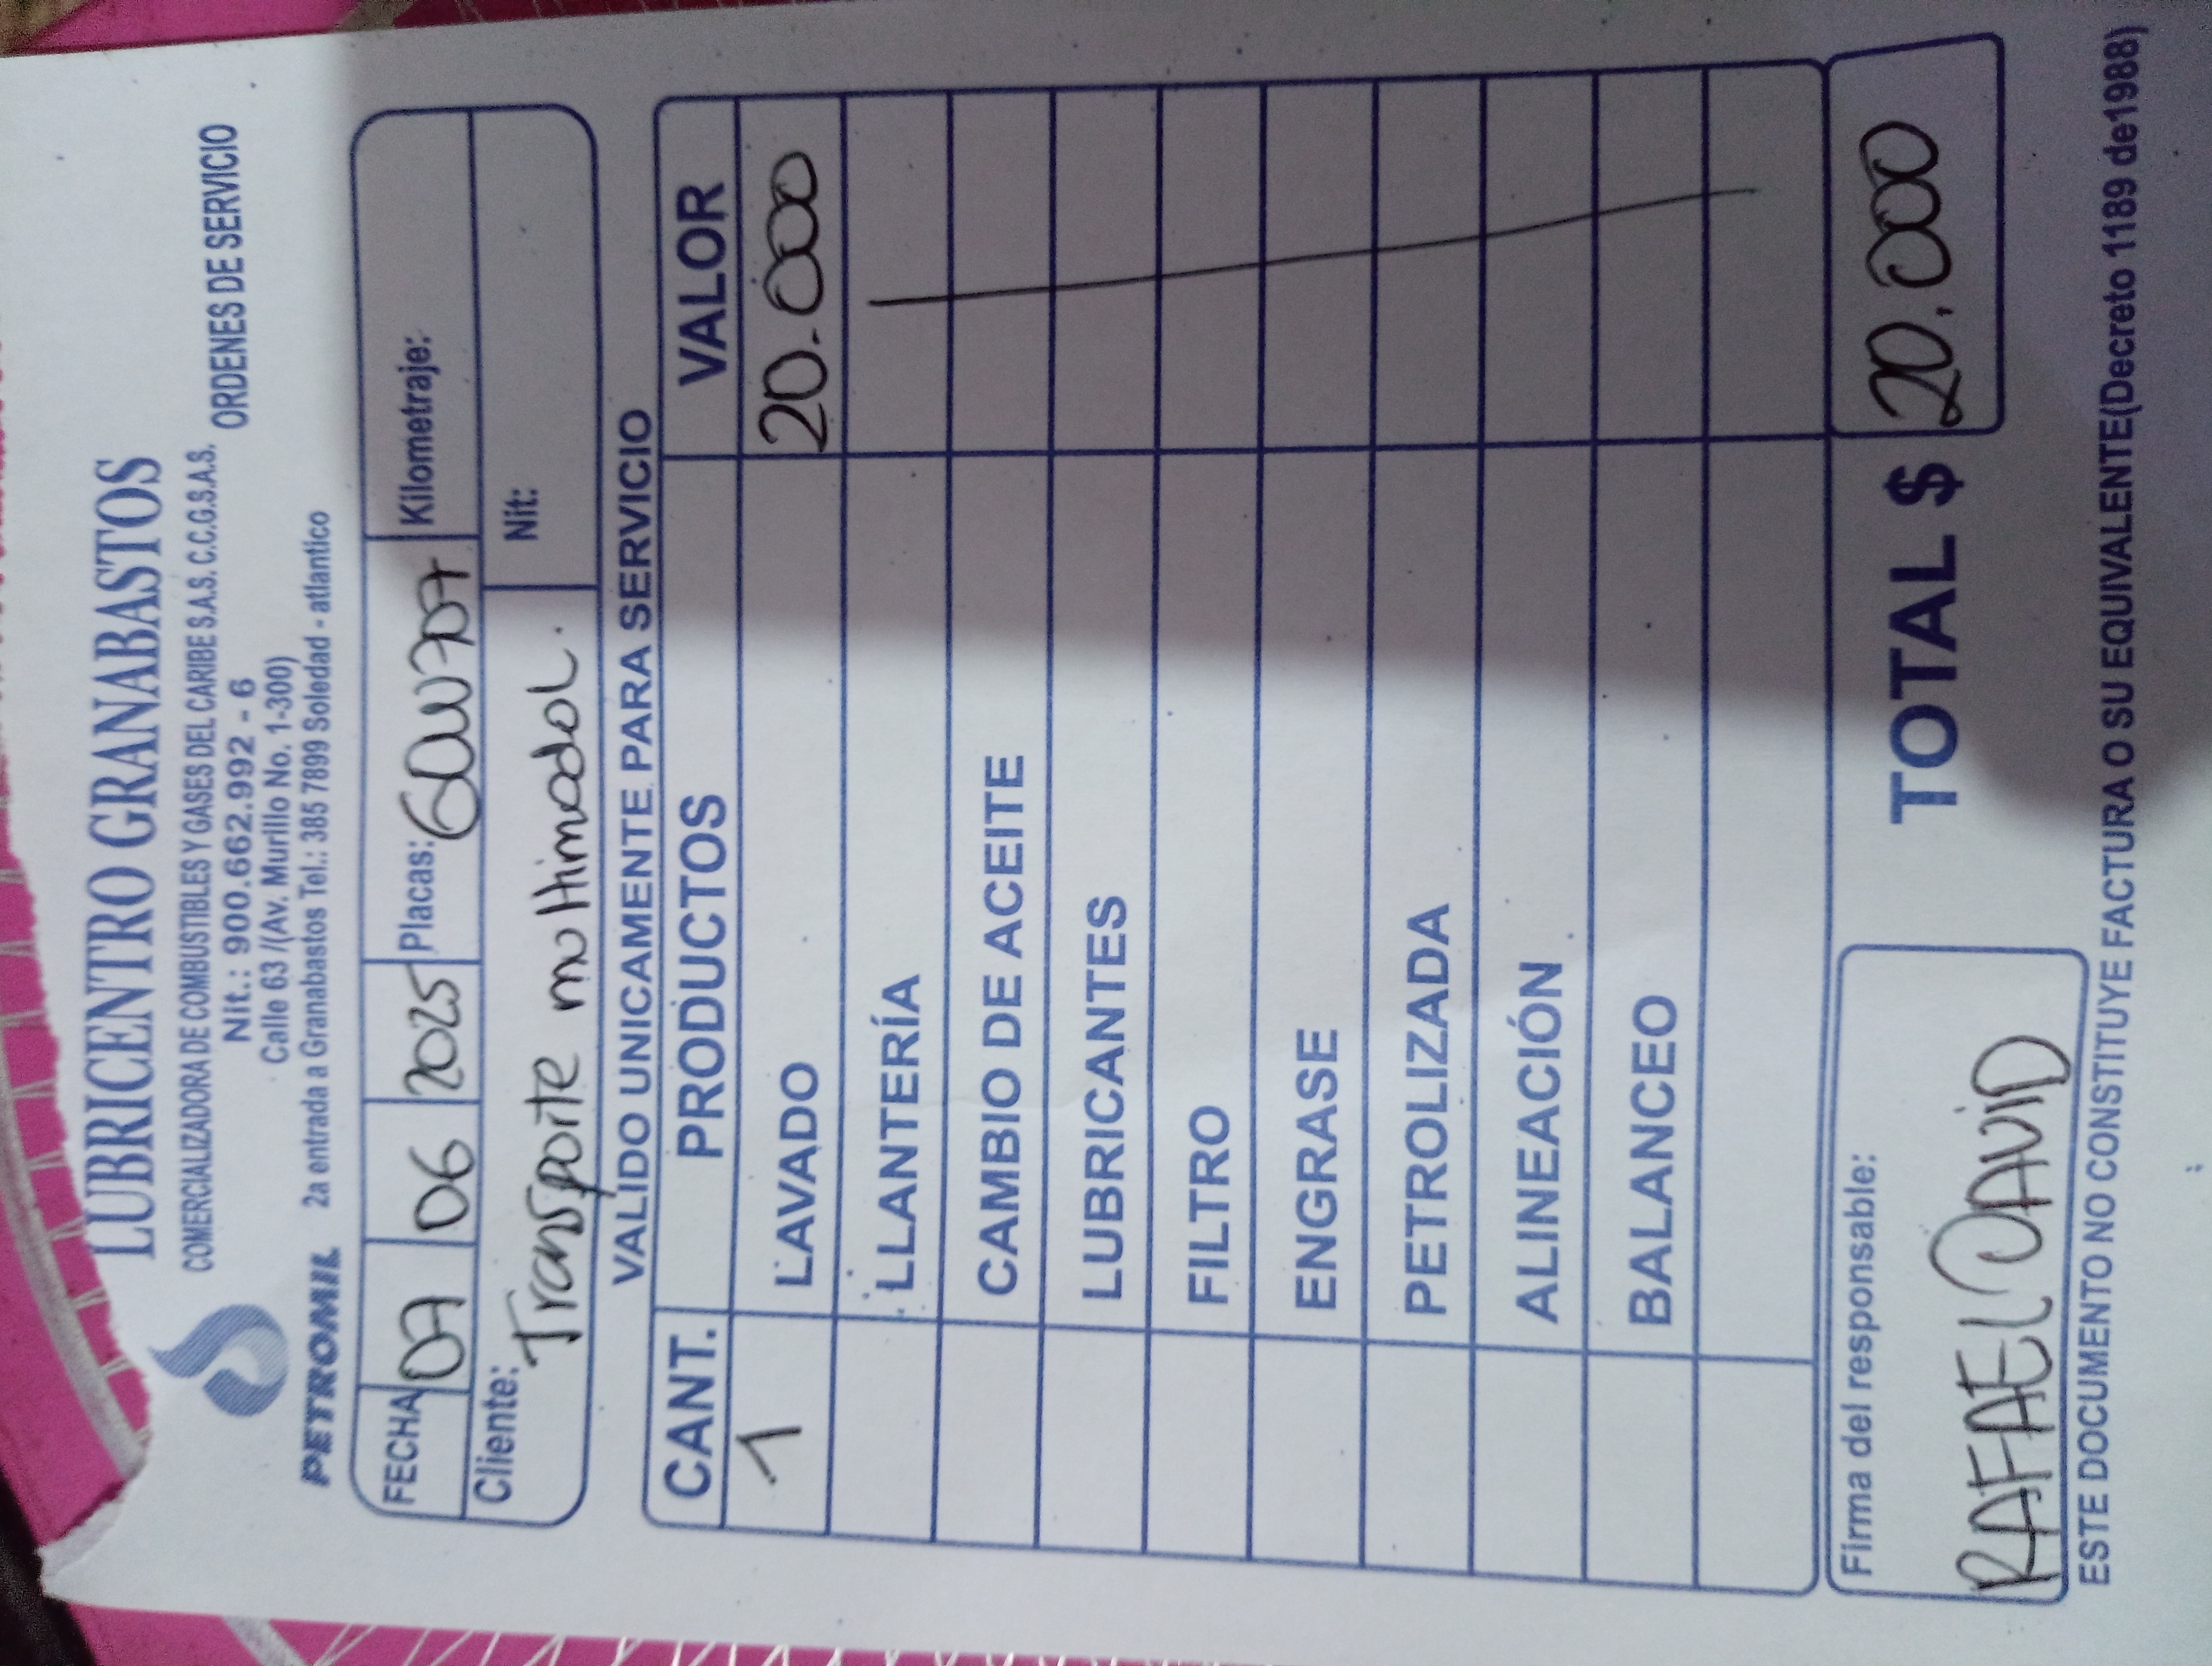 LUBRICENTRO GRANABASTOS
COMERCIALIZADORA DE COMBUSTIBLES Y GASES DEL CARIBE S.A.S. C.C.G.S.A.S.
Nit.: 900.662.992 - 6
ORDENES DE SERVICIO
Calle 63 /(Av. Murillo No. 1-300)
PETROMIL 2a entrada a Granabastos Tel.: 385 7899 Soledad - atlantico
FECHA 07 06 2025 Placas: GUW707 Kilometraje:
Cliente: Transporte multimodal. Nit:
VALIDO UNICAMENTE PARA SERVICIO
CANT. PRODUCTOS VALOR
1 LAVADO 20.000
LLANTERÍA
CAMBIO DE ACEITE
LUBRICANTES
FILTRO
ENGRASE
PETROLIZADA
ALINEACIÓN
BALANCEO
Firma del responsable: TOTAL $ 20.000
RAFAEL DAVID
ESTE DOCUMENTO NO CONSTITUYE FACTURA O SU EQUIVALENTE(Decreto 1189 de1988)